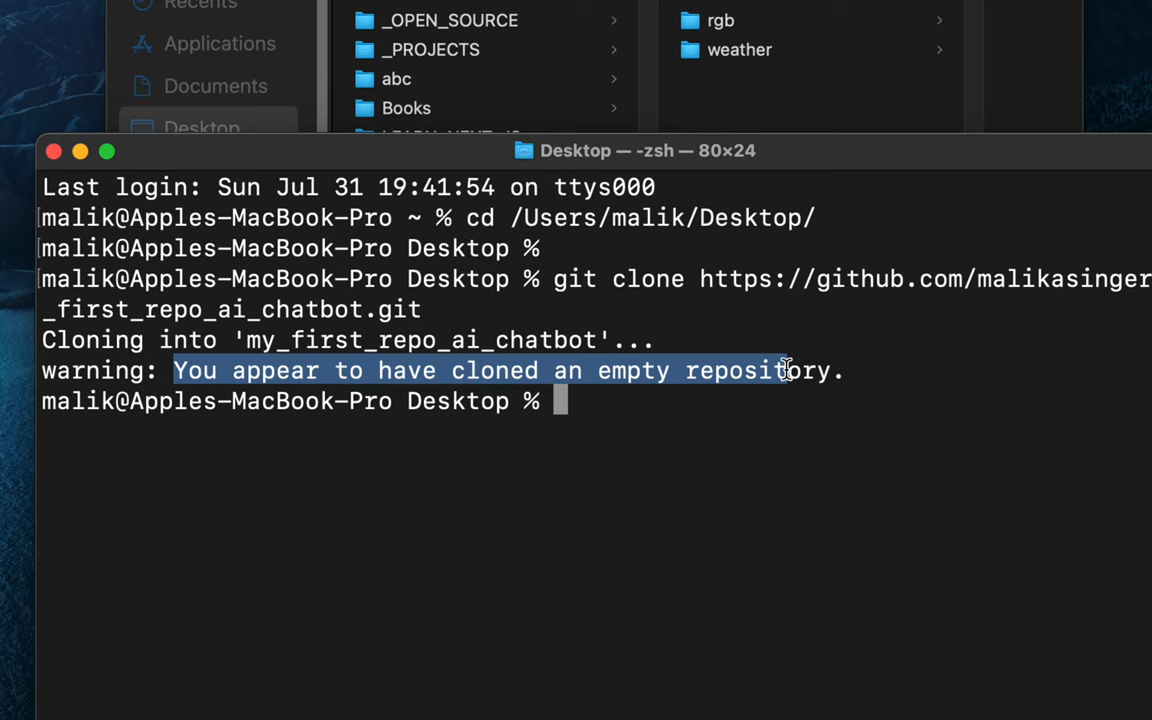 Recents
_OPEN_SOURCE
rgb
Applications
_PROJECTS
weather
abc
Documents
Books
Desktop
Desktop — -zsh — 80×24
Last login: Sun Jul 31 19:41:54 on ttys000
[malik@Apples-MacBook-Pro ~ % cd /Users/malik/Desktop/
[malik@Apples-MacBook-Pro Desktop %
[malik@Apples-MacBook-Pro Desktop % git clone https://github.com/malikasinger
_first_repo_ai_chatbot.git
Cloning into 'my_first_repo_ai_chatbot'...
warning: You appear to have cloned an empty repository.
malik@Apples-MacBook-Pro Desktop %